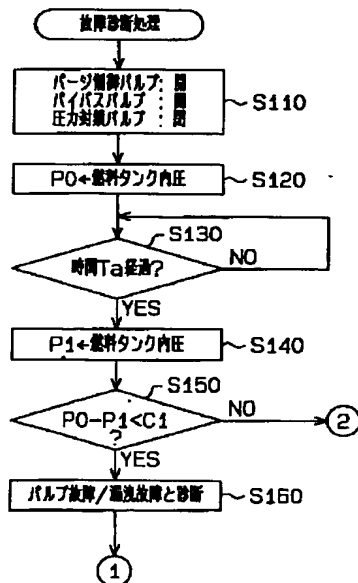 故障診断処理
パージ制御バルブ: 開
バイパスバルブ: 開
圧力封鎖バルブ: 閉
S110
P0←燃料タンク内圧
S120
S130
時間Ta経過?
NO
YES
P1←燃料タンク内圧
S140
S150
P0-P1<C1
?
NO
2
YES
バルブ故障/漏洩故障と診断
S160
1